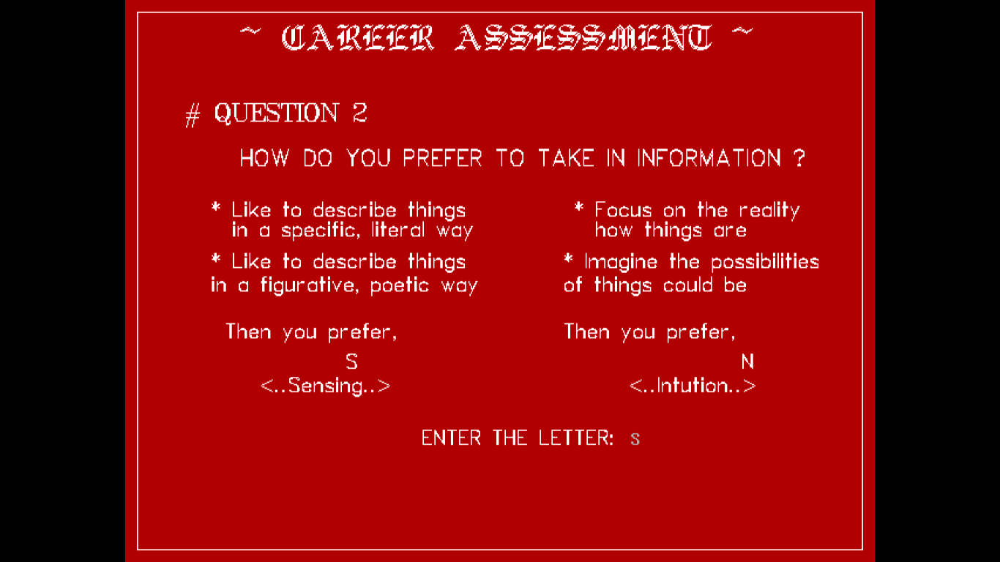 ~ CAREER ASSESSMENT ~
# QUESTION 2
HOW DO YOU PREFER TO TAKE IN INFORMATION ?
* Like to describe things
in a specific, literal way
* Like to describe things
in a figurative, poetic way
Then you prefer,
S
<..Sensing..>
* Focus on the reality
how things are
* Imagine the possibilities
of things could be
Then you prefer,
N
<..Intution..>
ENTER THE LETTER: s